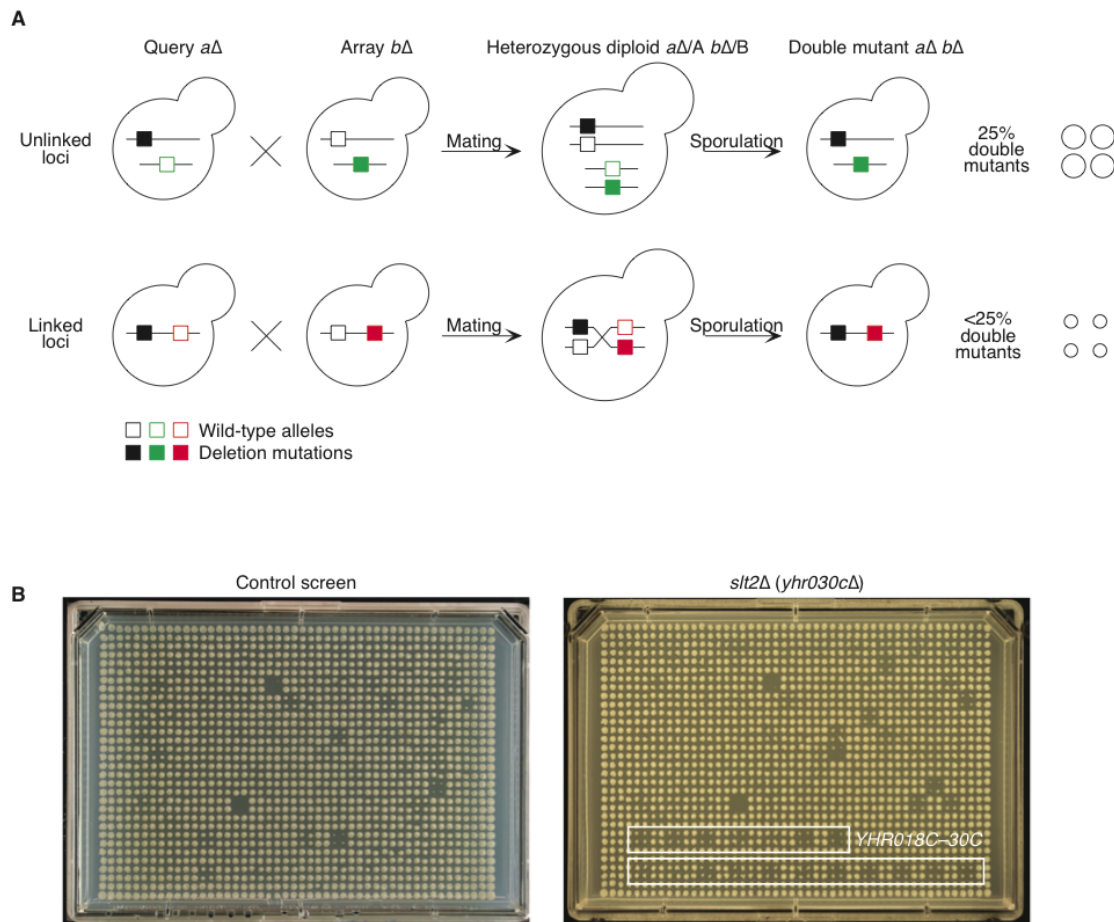 A
Query aΔ
Array bΔ
Heterozygous diploid aΔ/A bΔ/B
Double mutant aΔ bΔ
Unlinked
loci
Mating
Sporulation
25%
double
mutants
Linked
loci
Mating
Sporulation
<25%
double
mutants
Wild-type alleles
Deletion mutations
B
Control screen
slt2Δ (yhr030cΔ)
YHR018C–30C